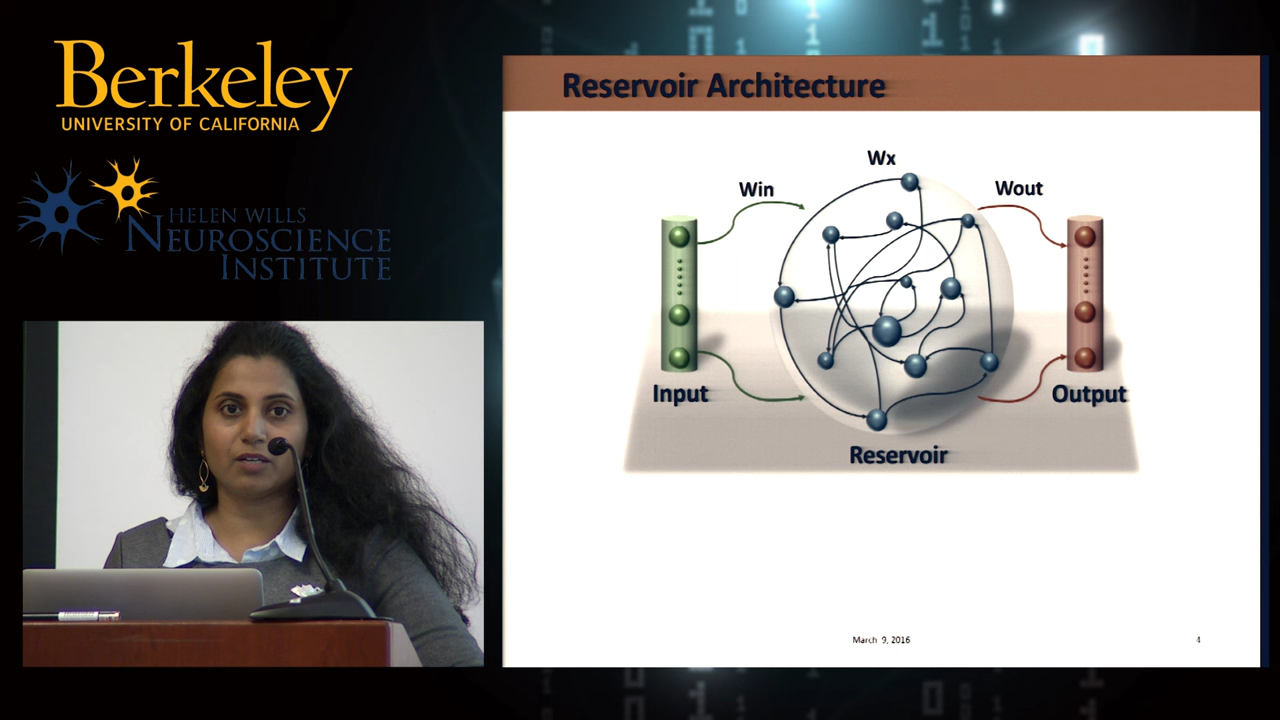 Berkeley
UNIVERSITY OF CALIFORNIA
HELEN WILLS
NEUROSCIENCE
INSTITUTE
Reservoir Architecture
Wx
Win
Wout
Input
Output
Reservoir
March 9, 2016
4